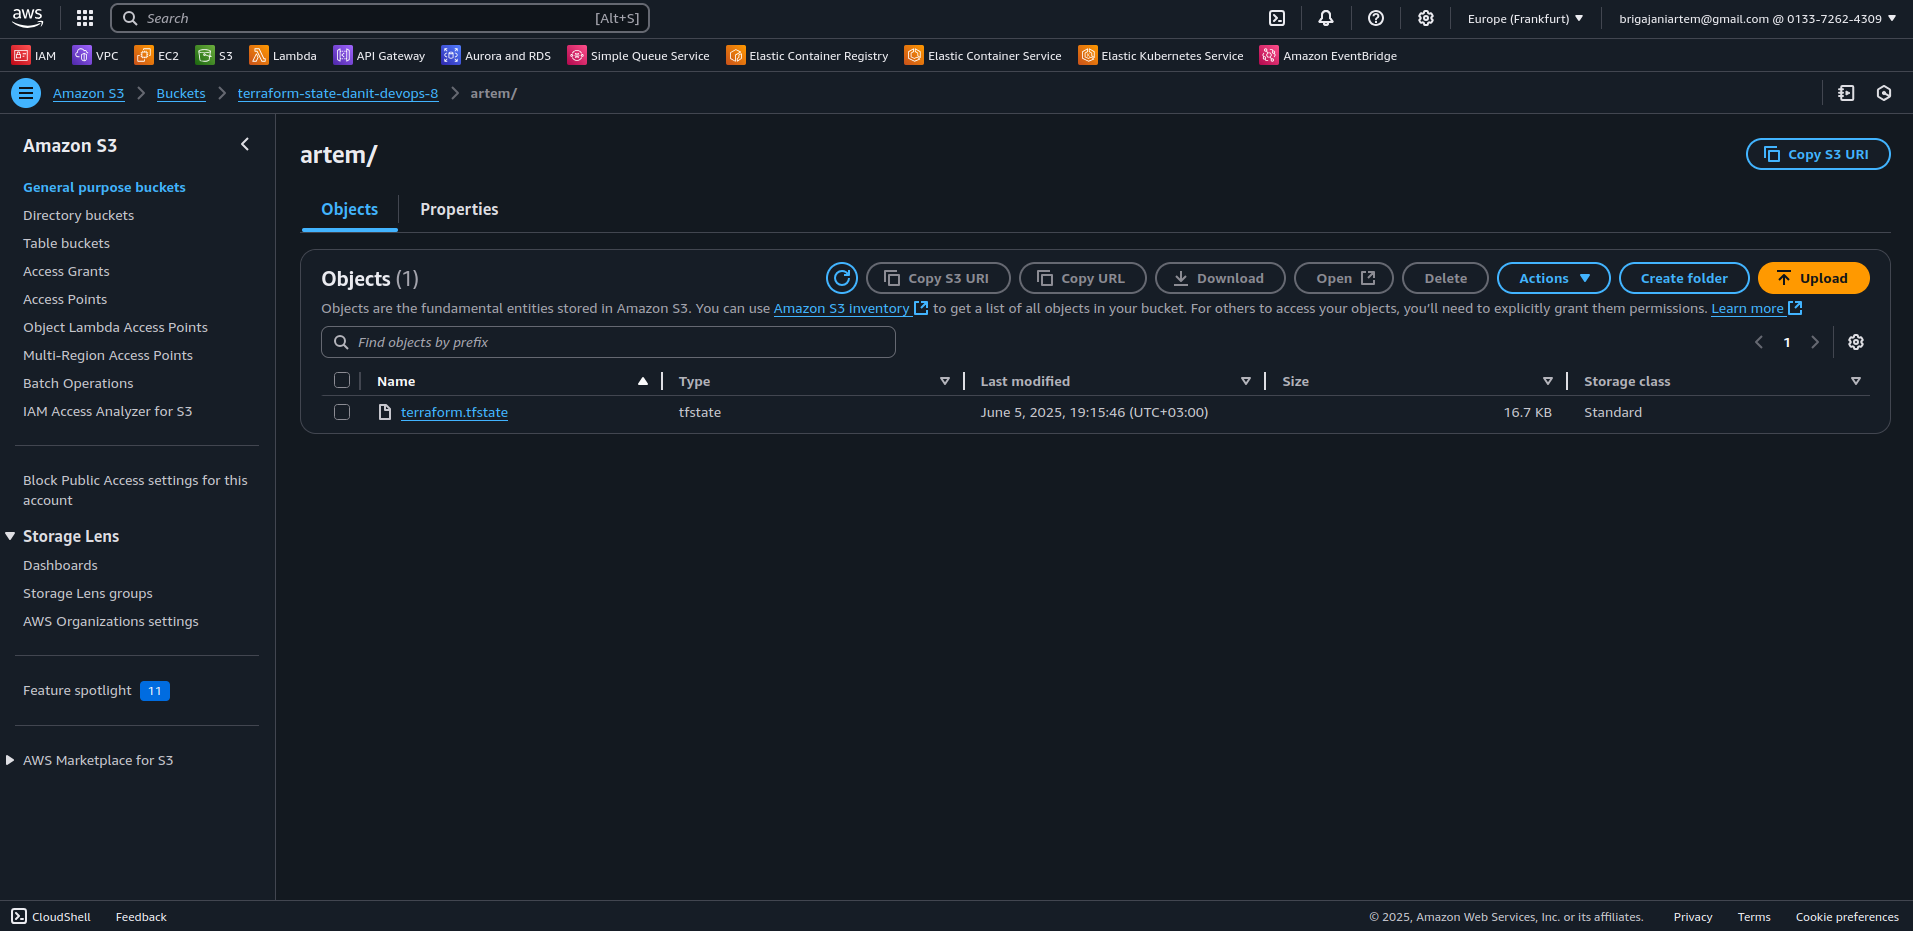 aws
Search [Alt+S]
Europe (Frankfurt)
brigajaniartem@gmail.com @ 0133-7262-4309
IAM VPC EC2 S3 Lambda API Gateway Aurora and RDS Simple Queue Service Elastic Container Registry Elastic Container Service Elastic Kubernetes Service Amazon EventBridge
Amazon S3 Buckets terraform-state-danit-devops-8 artem/
Amazon S3
General purpose buckets
Directory buckets
Table buckets
Access Grants
Access Points
Object Lambda Access Points
Multi-Region Access Points
Batch Operations
IAM Access Analyzer for S3
Block Public Access settings for this
account
Storage Lens
Dashboards
Storage Lens groups
AWS Organizations settings
Feature spotlight 11
AWS Marketplace for S3
artem/
Copy S3 URI
Objects Properties
Objects (1)
Copy S3 URI Copy URL Download Open Delete Actions Create folder Upload
Objects are the fundamental entities stored in Amazon S3. You can use Amazon S3 Inventory to get a list of all objects in your bucket. For others to access your objects, you'll need to explicitly grant them permissions. Learn more
Find objects by prefix
1
Name Type Last modified Size Storage class
terraform.tfstate tfstate June 5, 2025, 19:15:46 (UTC+03:00) 16.7 KB Standard
CloudShell Feedback © 2025, Amazon Web Services, Inc. or its affiliates. Privacy Terms Cookie preferences